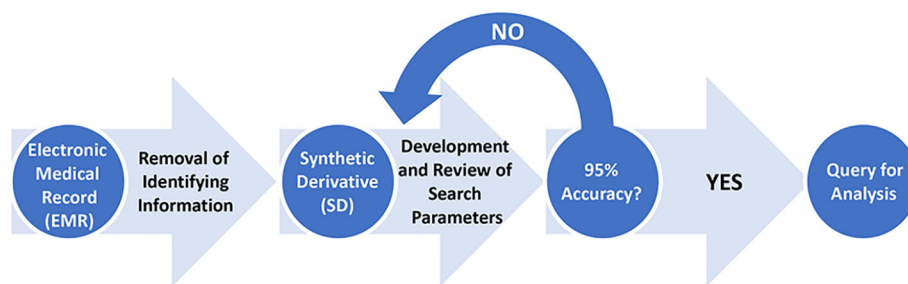 NO
Electronic
Medical
Record
(EMR)
Removal of
Identifying
Information
Synthetic
Derivative
(SD)
Development
and Review of
Search
Parameters
95%
Accuracy?
YES
Query for
Analysis